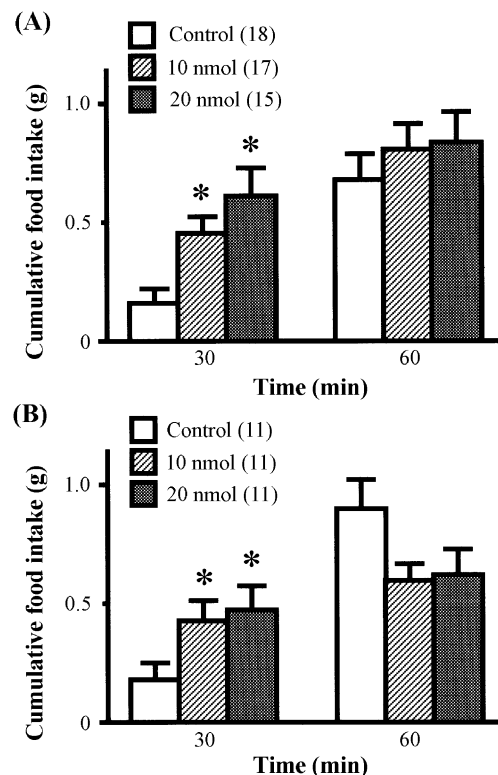 (A)
Control (18)
10 nmol (17)
20 nmol (15)
Cumulative food intake (g)
1.0
0.5
0
* *
30 60
Time (min)
(B)
Control (11)
10 nmol (11)
20 nmol (11)
Cumulative food intake (g)
1.0
0.5
0
* *
30 60
Time (min)